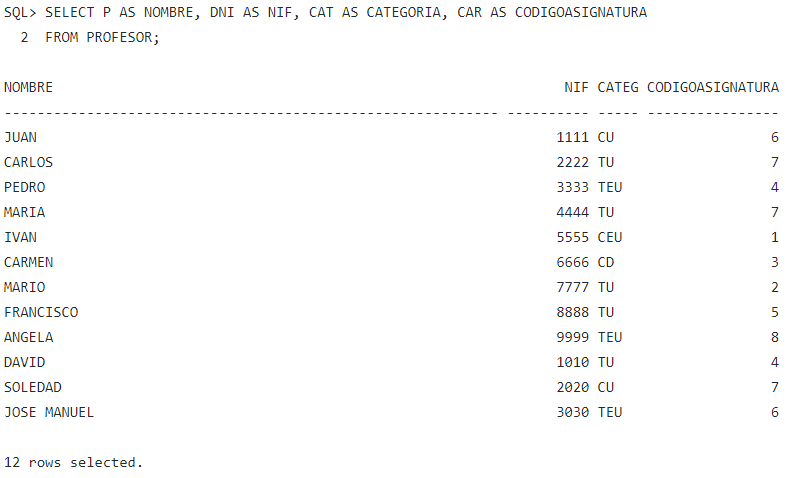 SQL> SELECT P AS NOMBRE, DNI AS NIF, CAT AS CATEGORIA, CAR AS CODIGOASIGNATURA
  2  FROM PROFESOR;
NOMBRE                                                              NIF CATEG CODIGOASIGNATURA
------------------------------------------------------------ ---------- ----- ----------------
JUAN                                                               1111 CU                   6
CARLOS                                                             2222 TU                   7
PEDRO                                                              3333 TEU                  4
MARIA                                                              4444 TU                   7
IVAN                                                               5555 CEU                  1
CARMEN                                                             6666 CD                   3
MARIO                                                              7777 TU                   2
FRANCISCO                                                          8888 TU                   5
ANGELA                                                             9999 TEU                  8
DAVID                                                              1010 TU                   4
SOLEDAD                                                            2020 CU                   7
JOSE MANUEL                                                        3030 TEU                  6
12 rows selected.